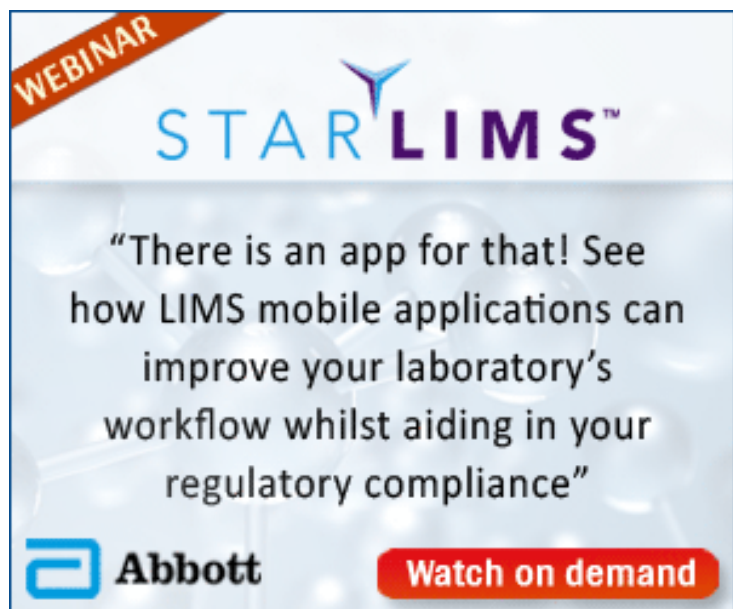 WEBINAR
STARLIMS™
“There is an app for that! See
how LIMS mobile applications can
improve your laboratory’s
workflow whilst aiding in your
regulatory compliance”
Abbott
Watch on demand